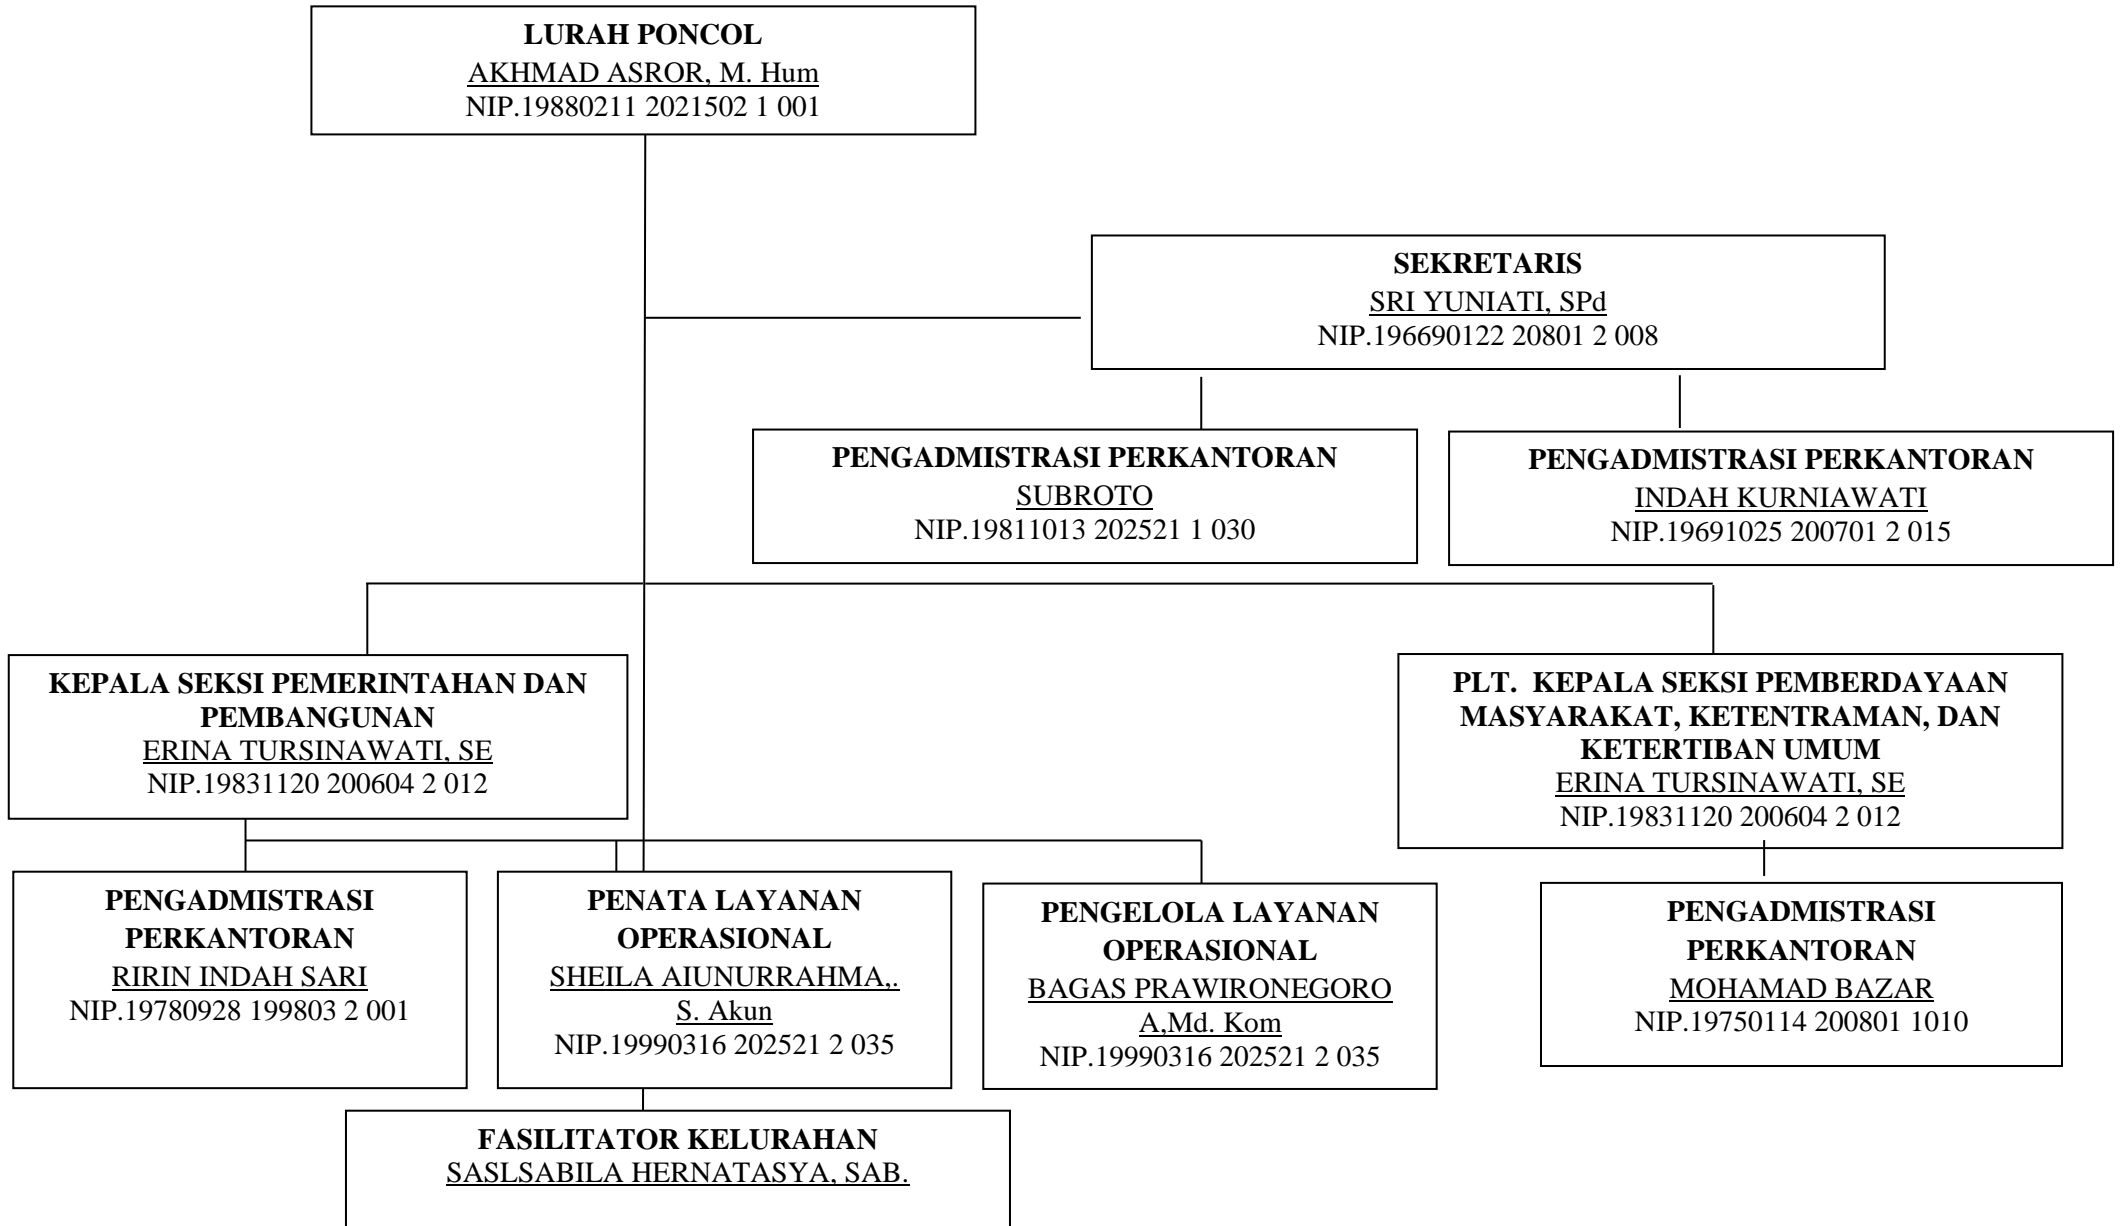 LURAH PONCOL
AKHMAD ASROR, M. Hum
NIP.19880211 2021502 1 001
SEKRETARIS
SRI YUNIATI, SPd
NIP.196690122 20801 2 008
PENGADMISTRASI PERKANTORAN
SUBROTO
NIP.19811013 202521 1 030
PENGADMISTRASI PERKANTORAN
INDAH KURNIAWATI
NIP.19691025 200701 2 015
KEPALA SEKSI PEMERINTAHAN DAN
PEMBANGUNAN
ERINA TURSINAWATI, SE
NIP.19831120 200604 2 012
PLT. KEPALA SEKSI PEMBERDAYAAN
MASYARAKAT, KETENTRAMAN, DAN
KETERTIBAN UMUM
ERINA TURSINAWATI, SE
NIP.19831120 200604 2 012
PENGADMISTRASI
PERKANTORAN
RIRIN INDAH SARI
NIP.19780928 199803 2 001
PENATA LAYANAN
OPERASIONAL
SHEILA AIUNURRAHMA,.
S. Akun
NIP.19990316 202521 2 035
PENGELOLA LAYANAN
OPERASIONAL
BAGAS PRAWIRONEGORO
A,Md. Kom
NIP.19990316 202521 2 035
PENGADMISTRASI
PERKANTORAN
MOHAMAD BAZAR
NIP.19750114 200801 1010
FASILITATOR KELURAHAN
SASLSABILA HERNATASYA, SAB.